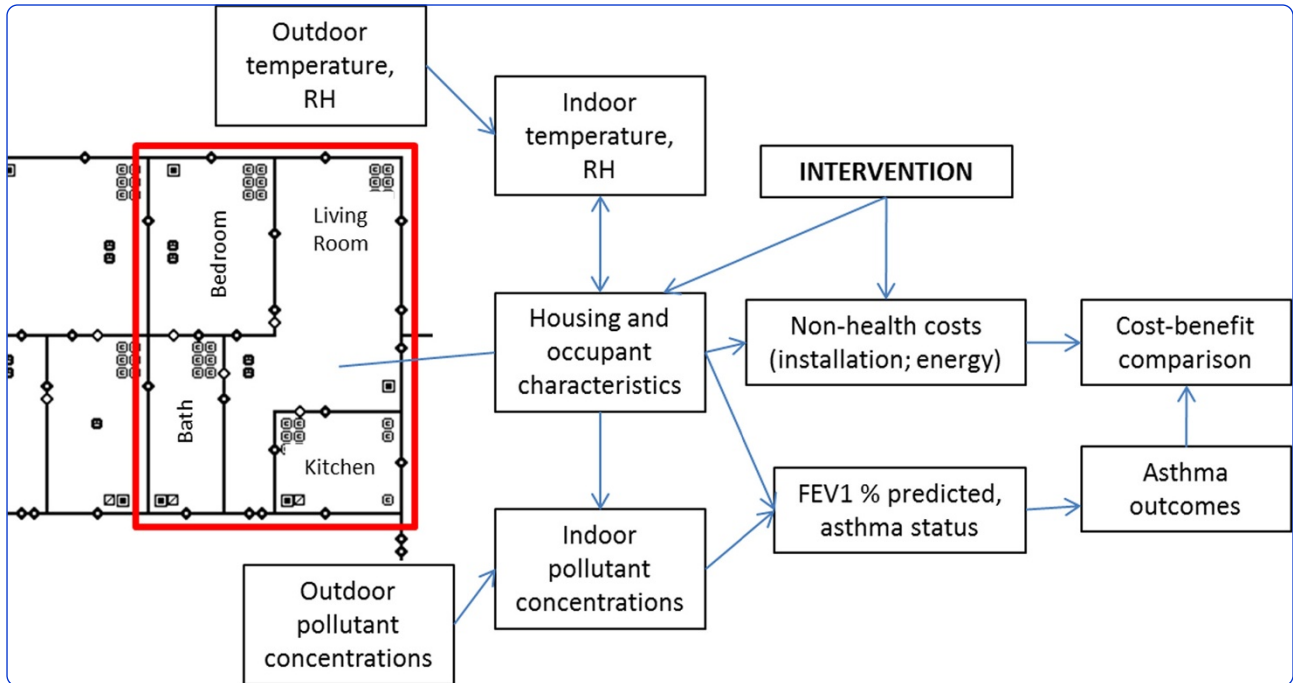 Outdoor
temperature,
RH
Indoor
temperature,
RH
INTERVENTION
Bedroom
Living
Room
Bath
Kitchen
Housing and
occupant
characteristics
Non-health costs
(installation; energy)
Cost-benefit
comparison
FEV1 % predicted,
asthma status
Asthma
outcomes
Indoor
pollutant
concentrations
Outdoor
pollutant
concentrations